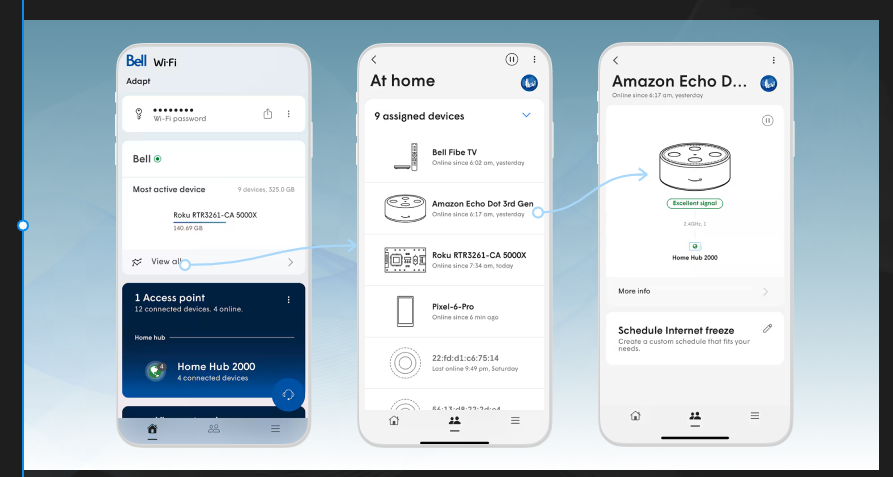 Bell Wi-Fi
Adapt
••••••••
Wi-Fi password
Bell
Most active device
9 devices, 325.0 GB
Roku RTR3261-CA 5000X
140.69 GB
View all
1 Access point
12 connected devices. 4 online.
Home hub
4
Home Hub 2000
4 connected devices
At home
9 assigned devices
Bell Fibe TV
Online since 6:02 am, yesterday
Amazon Echo Dot 3rd Gen
Online since 6:17 am, yesterday
Roku RTR3261-CA 5000X
Online since 7:34 am, today
Pixel-6-Pro
Online since 6 min ago
22:fd:d1:c6:75:14
Last online 9:49 pm, Saturday
Amazon Echo D...
Online since 6:17 am, yesterday
Excellent signal
2.4GHz, 1
Home Hub 2000
More info
Schedule Internet freeze
Create a custom schedule that fits your
needs.